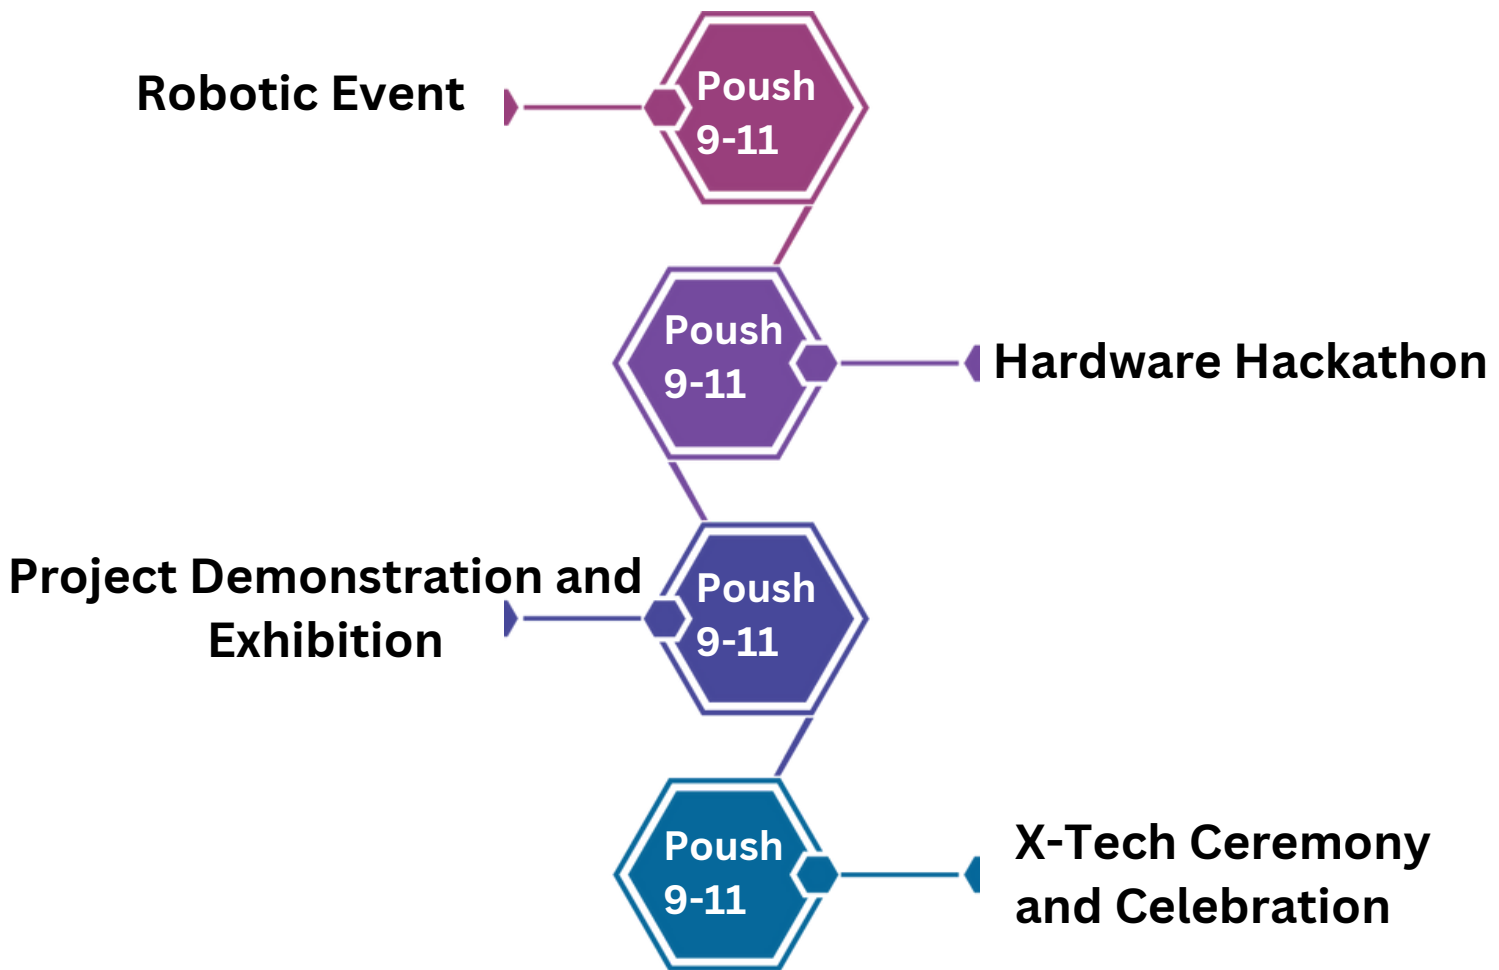 Robotic Event
Poush
9-11
Poush
9-11
Hardware Hackathon
Project Demonstration and
Exhibition
Poush
9-11
Poush
9-11
X-Tech Ceremony
and Celebration